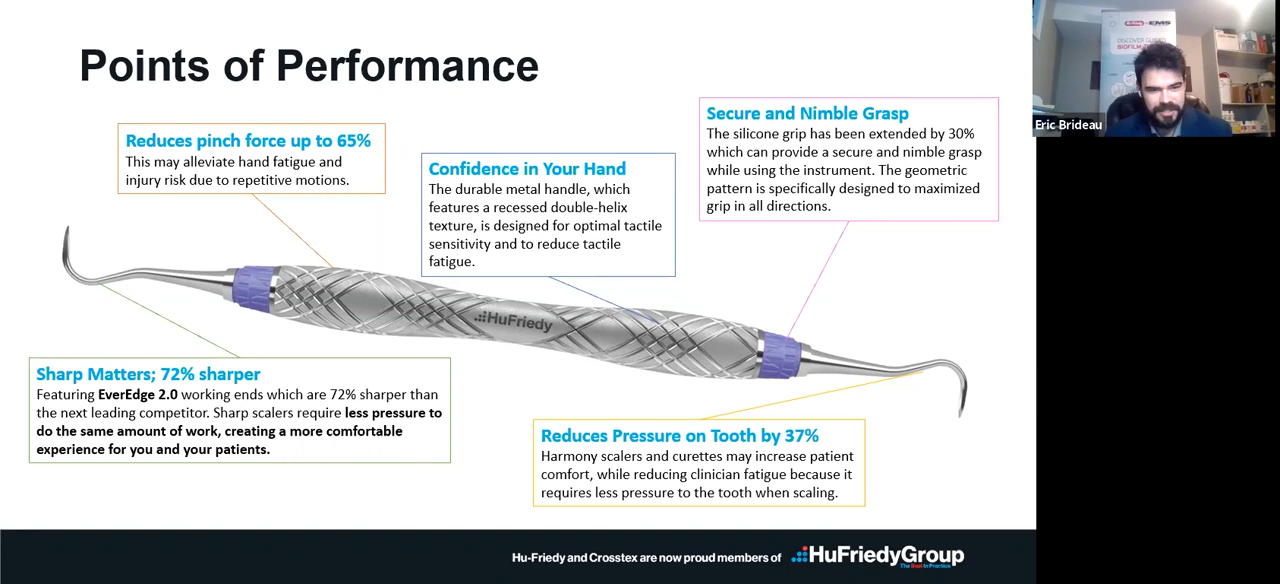 Points of Performance
Reduces pinch force up to 65%
This may alleviate hand fatigue and
injury risk due to repetitive motions.
Confidence in Your Hand
The durable metal handle, which
features a recessed double-helix
texture, is designed for optimal tactile
sensitivity and to reduce tactile
fatigue.
Secure and Nimble Grasp
The silicone grip has been extended by 30%
which can provide a secure and nimble grasp
while using the instrument. The geometric
pattern is specifically designed to maximized
grip in all directions.
HuFriedy
Sharp Matters; 72% sharper
Featuring EverEdge 2.0 working ends which are 72% sharper than
the next leading competitor. Sharp scalers require less pressure to
do the same amount of work, creating a more comfortable
experience for you and your patients.
Reduces Pressure on Tooth by 37%
Harmony scalers and curettes may increase patient
comfort, while reducing clinician fatigue because it
requires less pressure to the tooth when scaling.
Hu-Friedy and Crosstex are now proud members of
HuFriedyGroup
The Best In Practice
EMS
DISCOVER GUIDED
BIOFILM
Eric Brideau